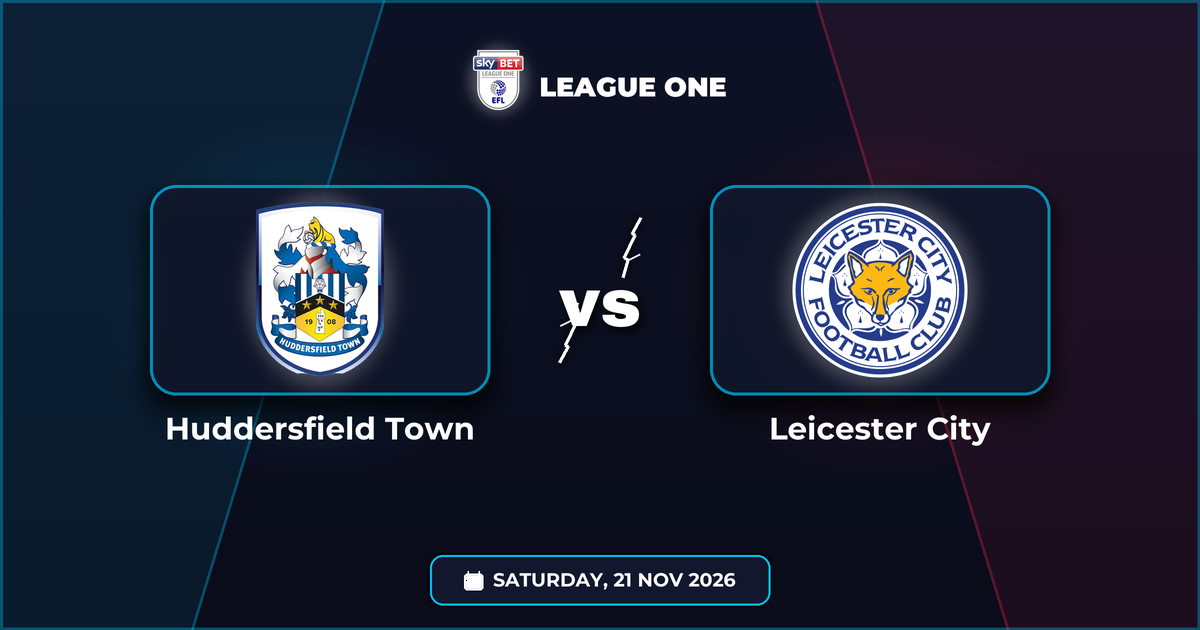 sky BET
LEAGUE ONE
EFL
LEAGUE ONE
19 08
HUDDERSFIELD TOWN
VS
LEICESTER CITY
FOOTBALL CLUB
Huddersfield Town
Leicester City
SATURDAY, 21 NOV 2026